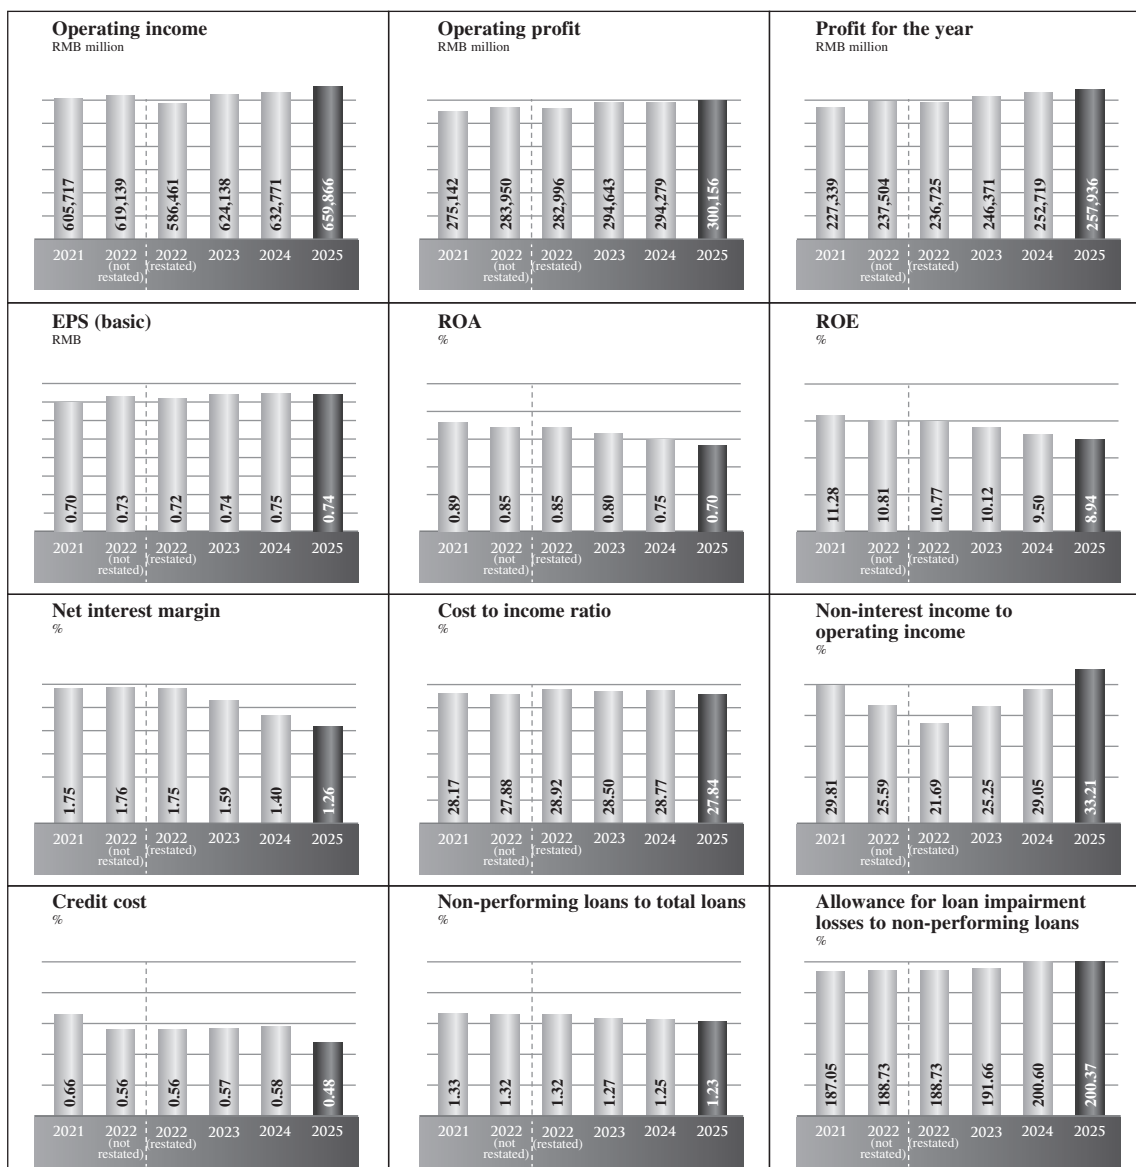 Operating income
RMB million
605,717
619,139
586,461
624,138
632,771
659,866
2021 2022 2022 2023 2024 2025
(not restated) (restated)
Operating profit
RMB million
275,142
283,950
282,996
294,643
294,279
300,156
2021 2022 2022 2023 2024 2025
(not restated) (restated)
Profit for the year
RMB million
227,339
237,504
236,725
246,371
252,719
257,936
2021 2022 2022 2023 2024 2025
(not restated) (restated)
EPS (basic)
RMB
0.70
0.73
0.72
0.74
0.75
0.74
2021 2022 2022 2023 2024 2025
(not restated) (restated)
ROA
%
0.89
0.85
0.85
0.80
0.75
0.70
2021 2022 2022 2023 2024 2025
(not restated) (restated)
ROE
%
11.28
10.81
10.77
10.12
9.50
8.94
2021 2022 2022 2023 2024 2025
(not restated) (restated)
Net interest margin
%
1.75
1.76
1.75
1.59
1.40
1.26
2021 2022 2022 2023 2024 2025
(not restated) (restated)
Cost to income ratio
%
28.17
27.88
28.92
28.50
28.77
27.84
2021 2022 2022 2023 2024 2025
(not restated) (restated)
Non-interest income to
operating income
%
29.81
25.59
21.69
25.25
29.05
33.21
2021 2022 2022 2023 2024 2025
(not restated) (restated)
Credit cost
%
0.66
0.56
0.56
0.57
0.58
0.48
2021 2022 2022 2023 2024 2025
(not restated) (restated)
Non-performing loans to total loans
%
1.33
1.32
1.32
1.27
1.25
1.23
2021 2022 2022 2023 2024 2025
(not restated) (restated)
Allowance for loan impairment
losses to non-performing loans
%
187.05
188.73
188.73
191.66
200.60
200.37
2021 2022 2022 2023 2024 2025
(not restated) (restated)